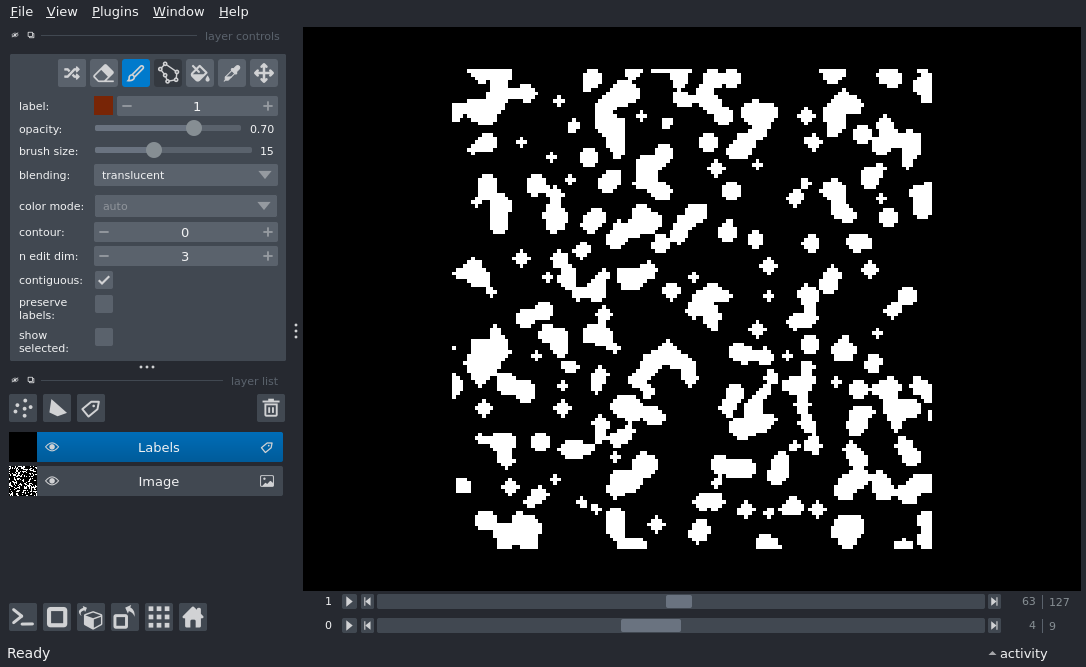 File View Plugins Window Help
layer controls
label: 1
opacity: 0.70
brush size: 15
blending: translucent
color mode: auto
contour: 0
n edit dim: 3
contiguous:
preserve
labels:
show
selected:
layer list
Labels
Image
1 63 127
0 4 9
Ready activity